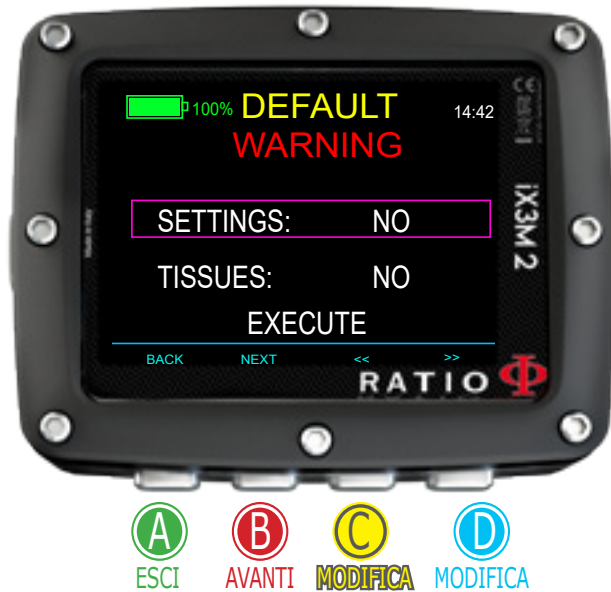 100% DEFAULT 14:42
WARNING
SETTINGS: NO
TISSUES: NO
EXECUTE
BACK NEXT << >>
RATIO
iX3M 2
CE
A B C D
ESCI AVANTI MODIFICA MODIFICA